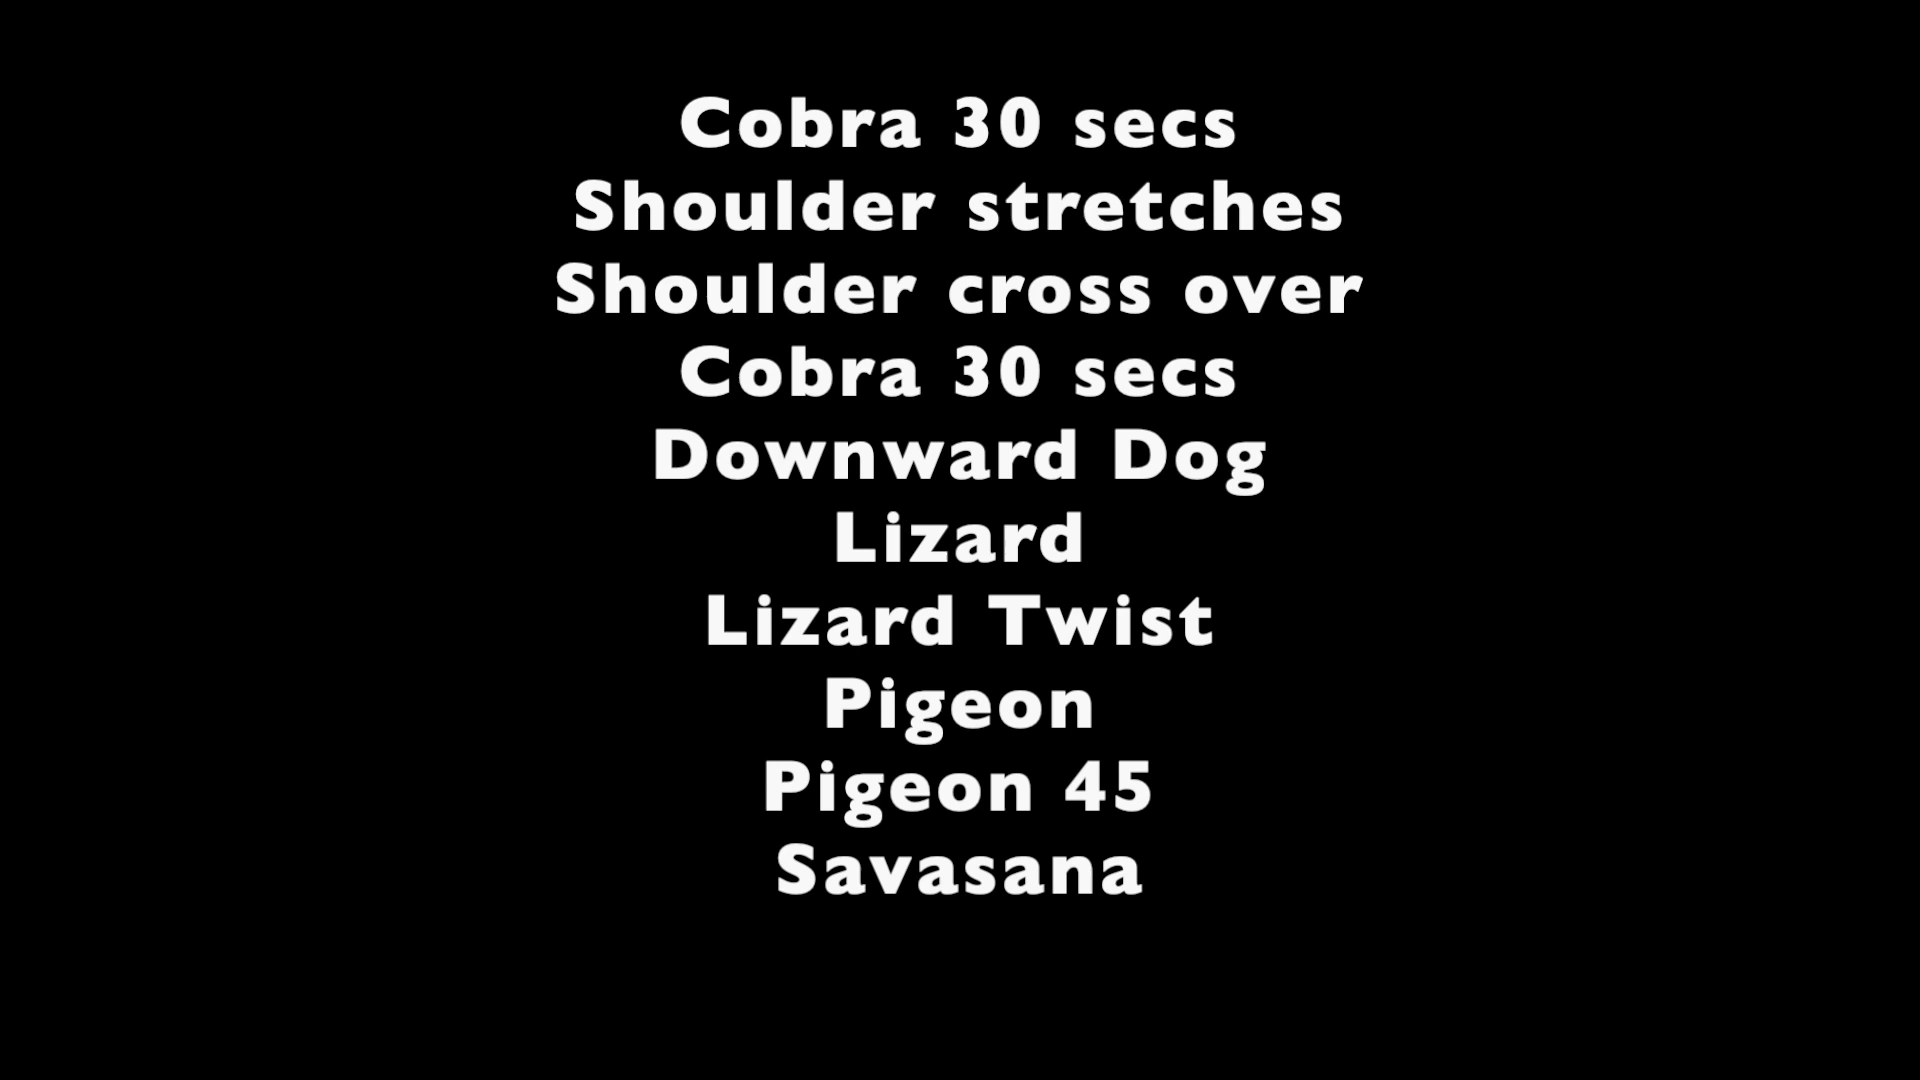 Cobra 30 secs
Shoulder stretches
Shoulder cross over
Cobra 30 secs
Downward Dog
Lizard
Lizard Twist
Pigeon
Pigeon 45
Savasana